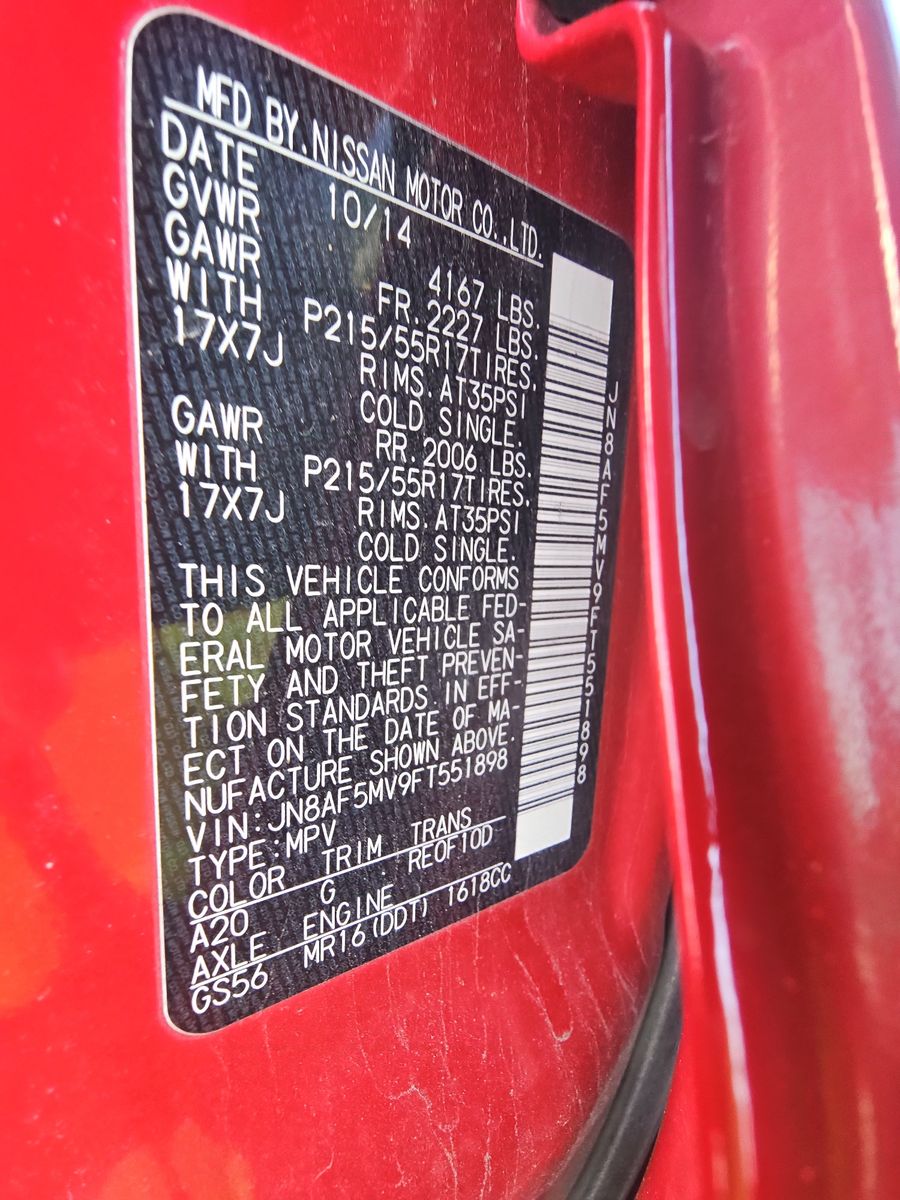 MFD BY.NISSAN MOTOR CO.,LTD.
DATE 10/14
GVWR 4167 LBS.
GAWR FR.2227 LBS.
WITH P215/55R17TIRES.
17X7J RIMS.AT35PSI
COLD SINGLE.
GAWR RR.2006 LBS.
WITH P215/55R17TIRES.
17X7J RIMS.AT35PSI
COLD SINGLE.
THIS VEHICLE CONFORMS
TO ALL APPLICABLE FED-
ERAL MOTOR VEHICLE SA-
FETY AND THEFT PREVEN-
TION STANDARDS IN EFF-
ECT ON THE DATE OF MA-
NUFACTURE SHOWN ABOVE.
VIN:JN8AF5MV9FT551898
TYPE:MPV
COLOR TRIM TRANS
A20 G RE0F10D
AXLE ENGINE
GS56 MR16(DDT) 1618CC
JN8AF5MV9FT551898